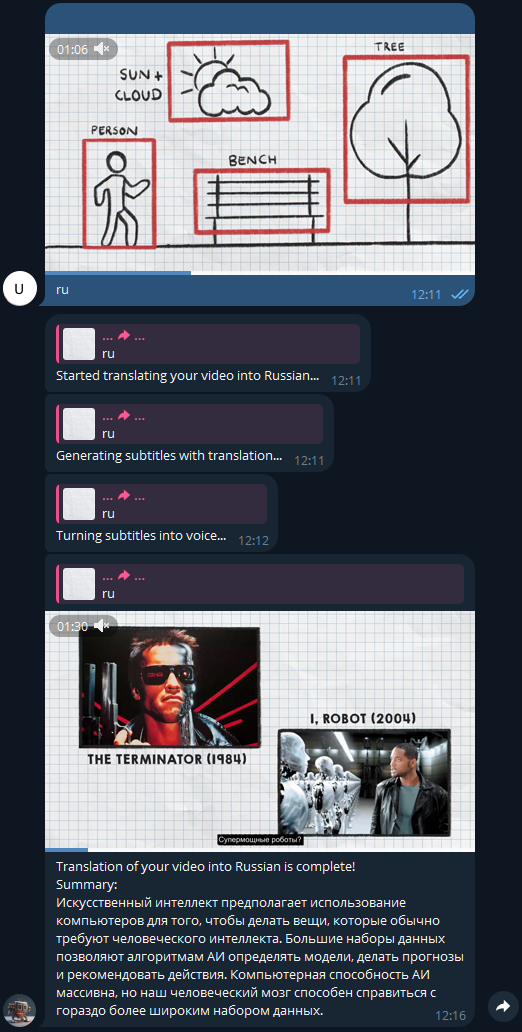 01:06
TREE
SUN +
CLOUD
PERSON
BENCH
U
ru
12:11
... ...
ru
Started translating your video into Russian...
12:11
... ...
ru
Generating subtitles with translation...
12:11
... ...
ru
Turning subtitles into voice...
12:12
... ...
ru
01:30
I, ROBOT (2004)
THE TERMINATOR (1984)
Супермощные роботы?
Translation of your video into Russian is complete!
Summary:
Искусственный интеллект предполагает использование
компьютеров для того, чтобы делать вещи, которые обычно
требуют человеческого интеллекта. Большие наборы данных
позволяют алгоритмам АИ определять модели, делать прогнозы
и рекомендовать действия. Компьютерная способность АИ
массивна, но наш человеческий мозг способен справиться с
гораздо более широким набором данных.
12:16